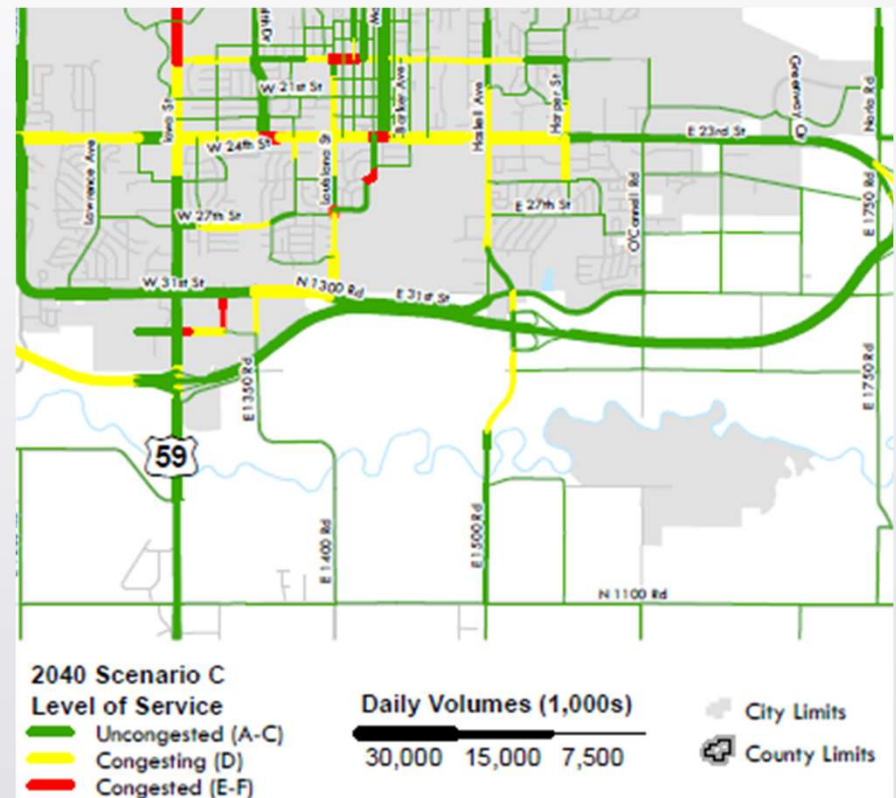 W 21st St
Barker Ave
Haskell Ave
Harper St
Greenway Cir
Noria Rd
Iowa St
E 23rd St
W 24th St
Lawrence Ave
Louisiana St
E 1750 Rd
W 27th St
E 27th St
O'Connell Rd
W 31st St
N 1300 Rd
E 31st St
E 1350 Rd
E 1750 Rd
59
E 1400 Rd
E 1500 Rd
N 1100 Rd
2040 Scenario C
Level of Service
Uncongested (A-C)
Congesting (D)
Congested (E-F)
Daily Volumes (1,000s)
30,000 15,000 7,500
City Limits
County Limits